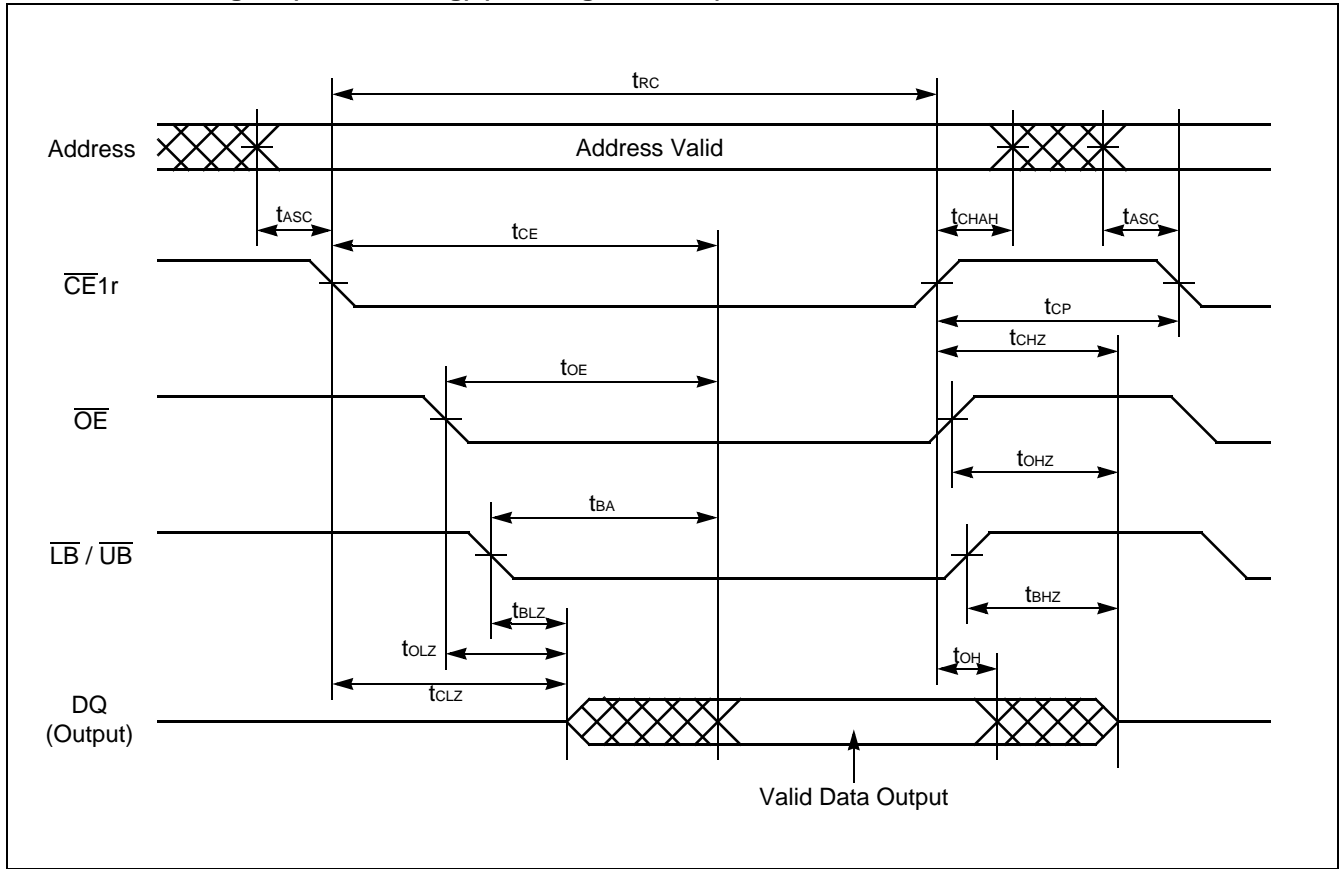 tRC
Address
Address Valid
tASC
tCE
tCHAH
tASC
CE1r
tCP
tCHZ
tOE
OE
tOHZ
tBA
LB / UB
tBLZ
tBHZ
tOLZ
tOH
tCLZ
DQ
(Output)
Valid Data Output